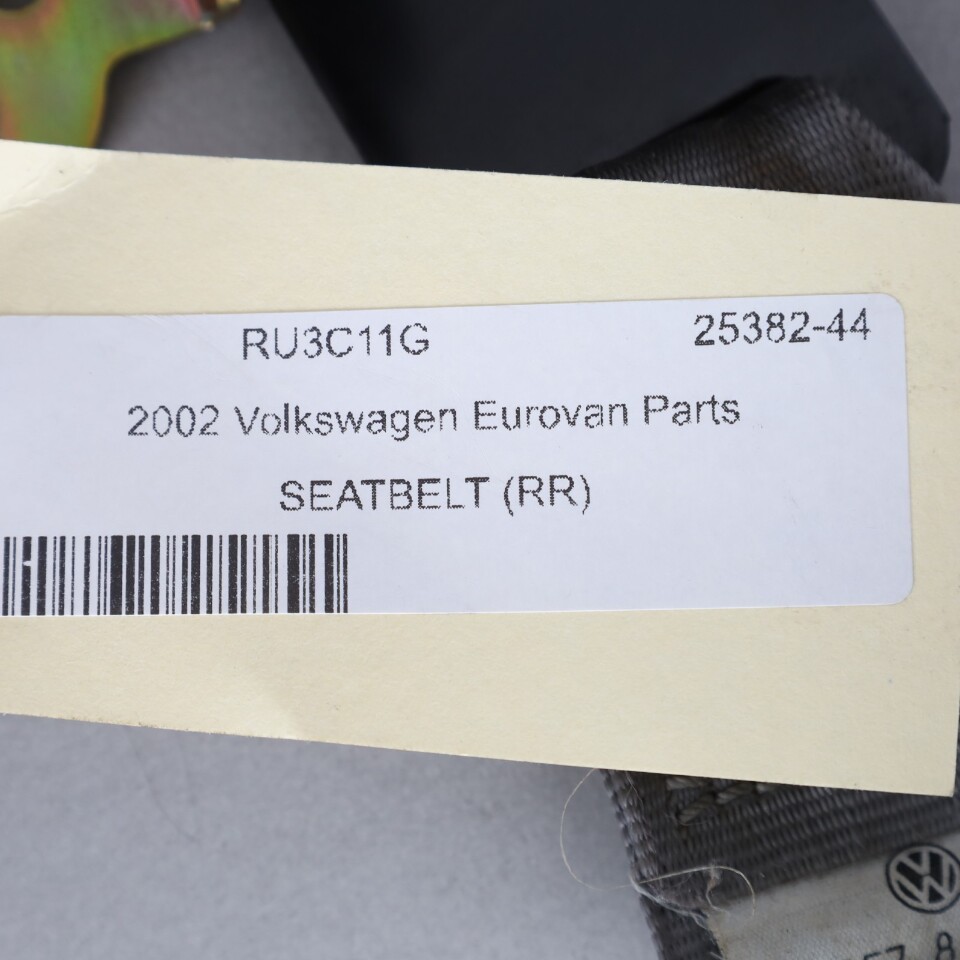 RU3C11G 25382-44
2002 Volkswagen Eurovan Parts
SEATBELT (RR)